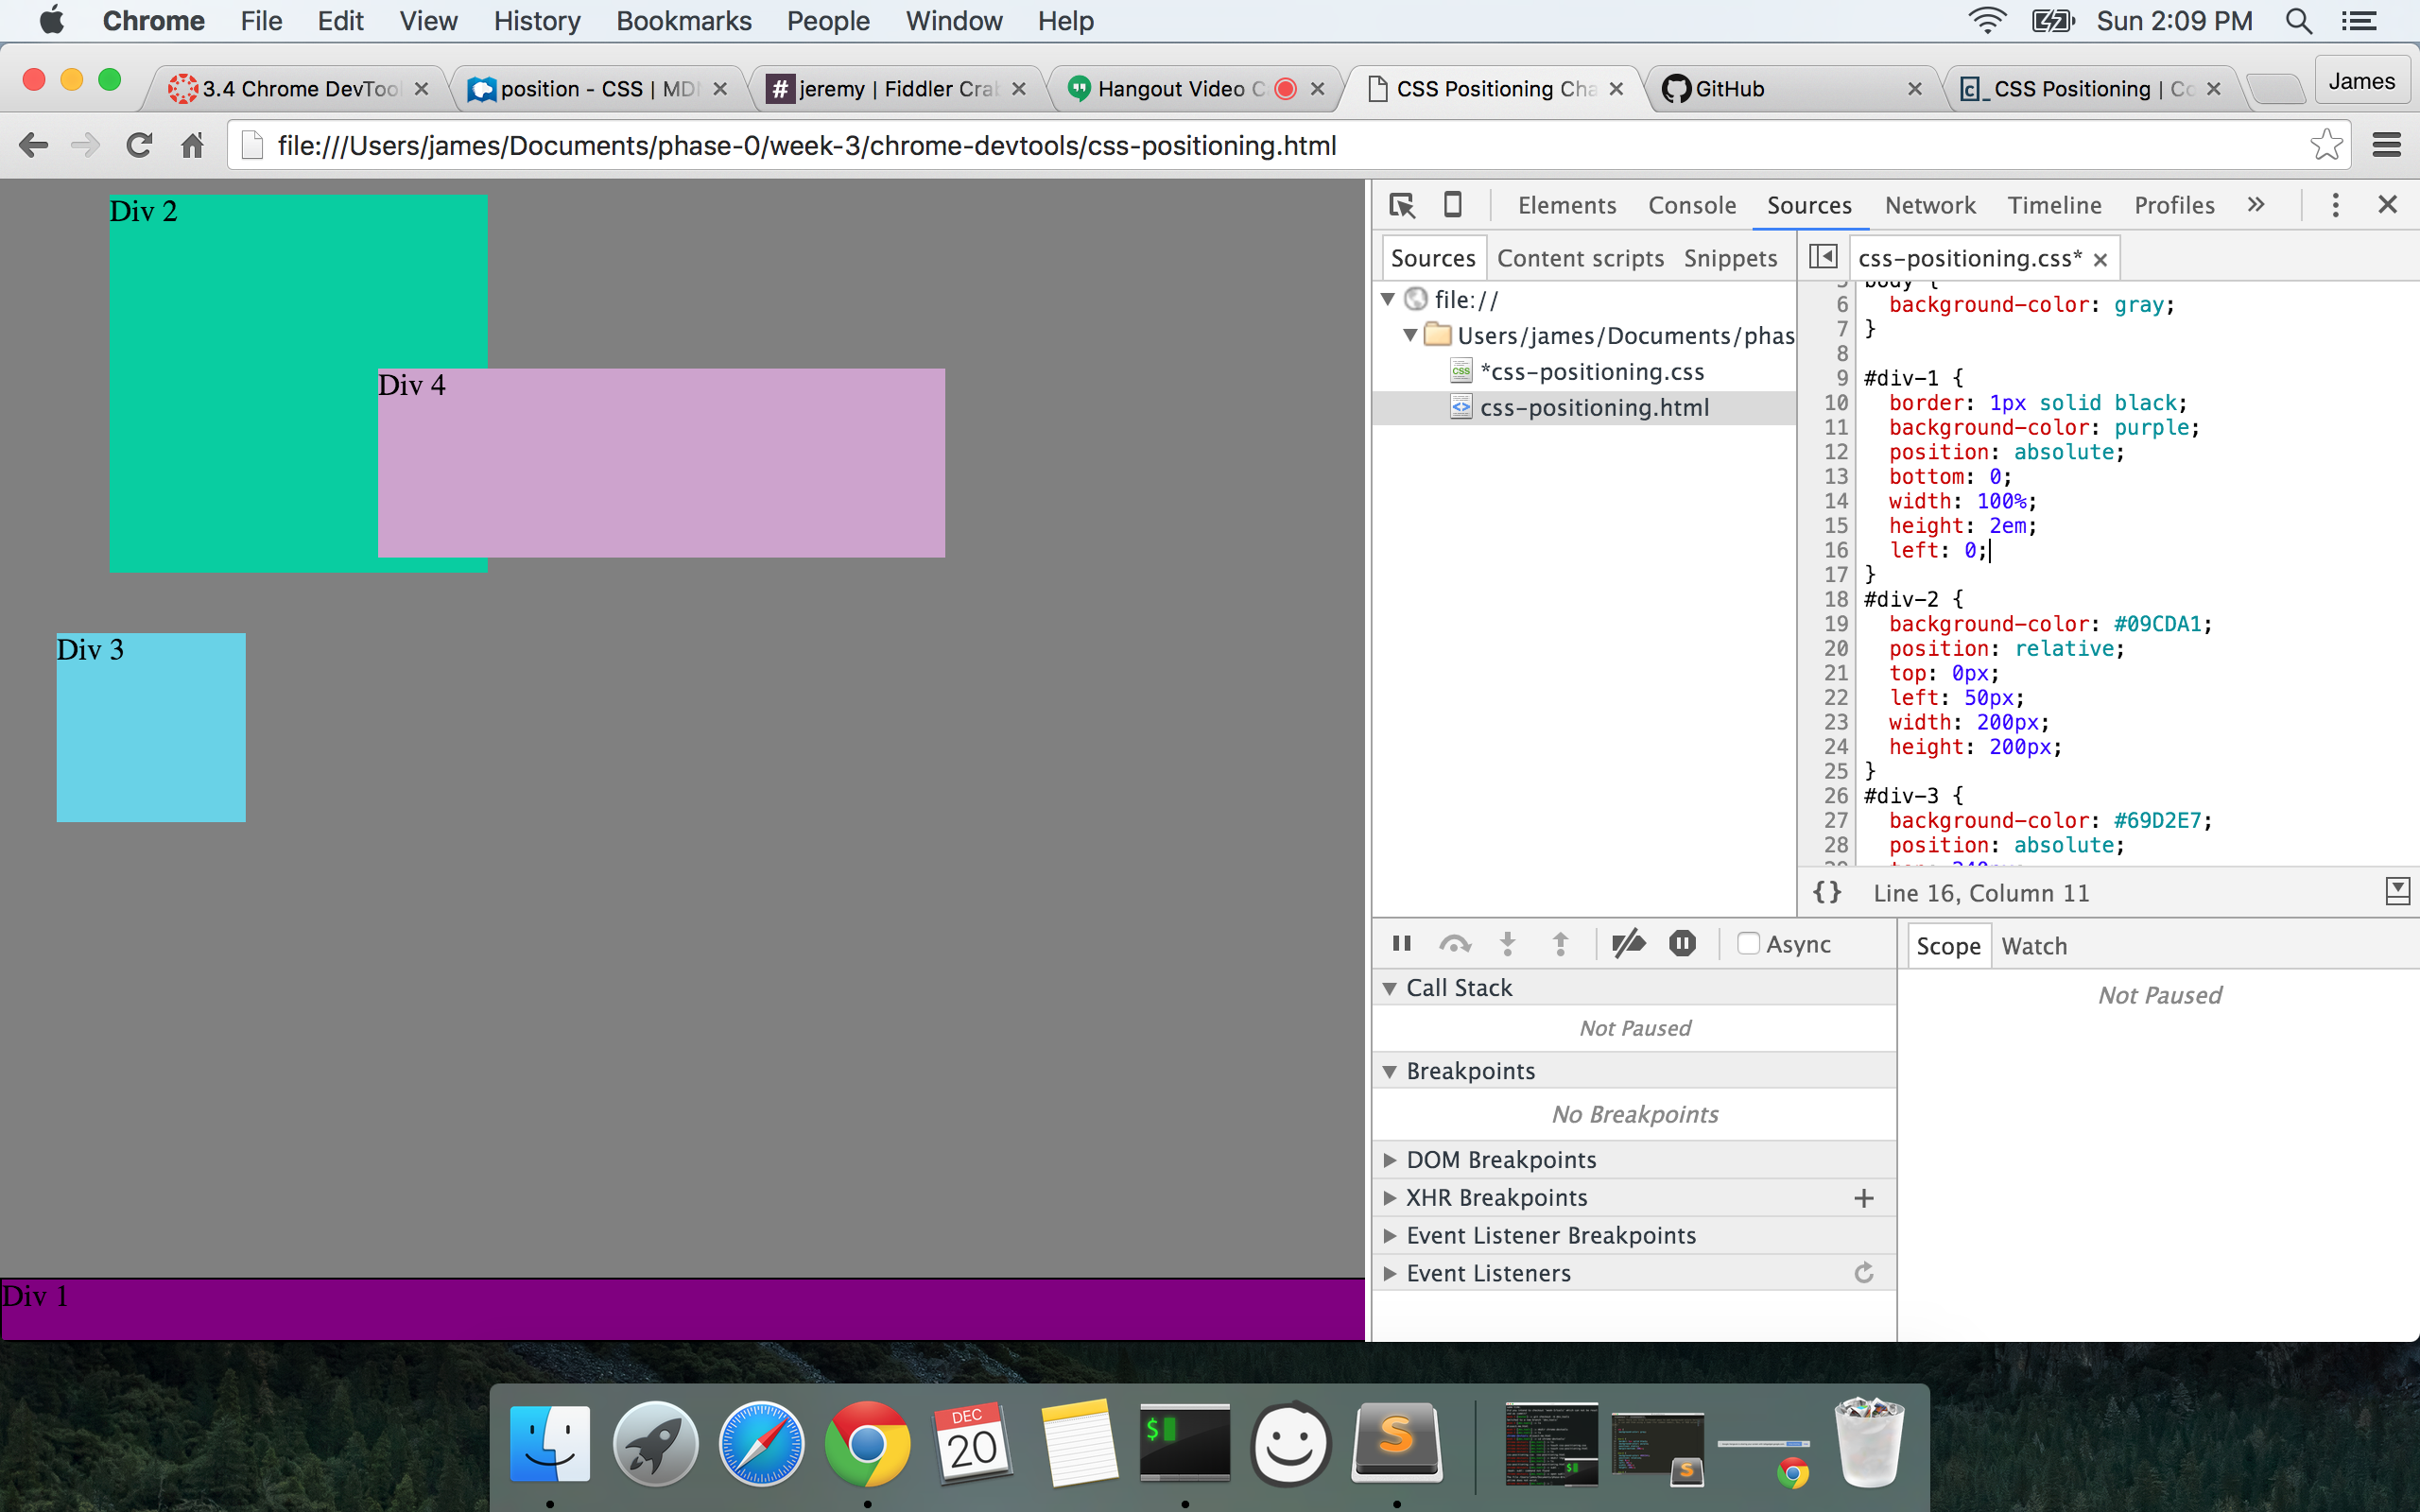 Chrome File Edit View History Bookmarks People Window Help Sun 2:09 PM
3.4 Chrome DevTool position - CSS | MD jeremy | Fiddler Cra Hangout Video C CSS Positioning Cha GitHub c_ CSS Positioning | Co James
file:///Users/james/Documents/phase-0/week-3/chrome-devtools/css-positioning.html
Elements Console Sources Network Timeline Profiles »
Sources Content scripts Snippets css-positioning.css*
Div 2
Div 4
Div 3
Div 1
file://
Users/james/Documents/phas
*css-positioning.css
css-positioning.html
5 body {
6 background-color: gray;
7 }
8
9 #div-1 {
10 border: 1px solid black;
11 background-color: purple;
12 position: absolute;
13 bottom: 0;
14 width: 100%;
15 height: 2em;
16 left: 0;
17 }
18 #div-2 {
19 background-color: #09CDA1;
20 position: relative;
21 top: 0px;
22 left: 50px;
23 width: 200px;
24 height: 200px;
25 }
26 #div-3 {
27 background-color: #69D2E7;
28 position: absolute;
{} Line 16, Column 11
Async
Scope Watch
Call Stack
Not Paused
Not Paused
Breakpoints
No Breakpoints
DOM Breakpoints
XHR Breakpoints
Event Listener Breakpoints
Event Listeners
DEC
20
$
S